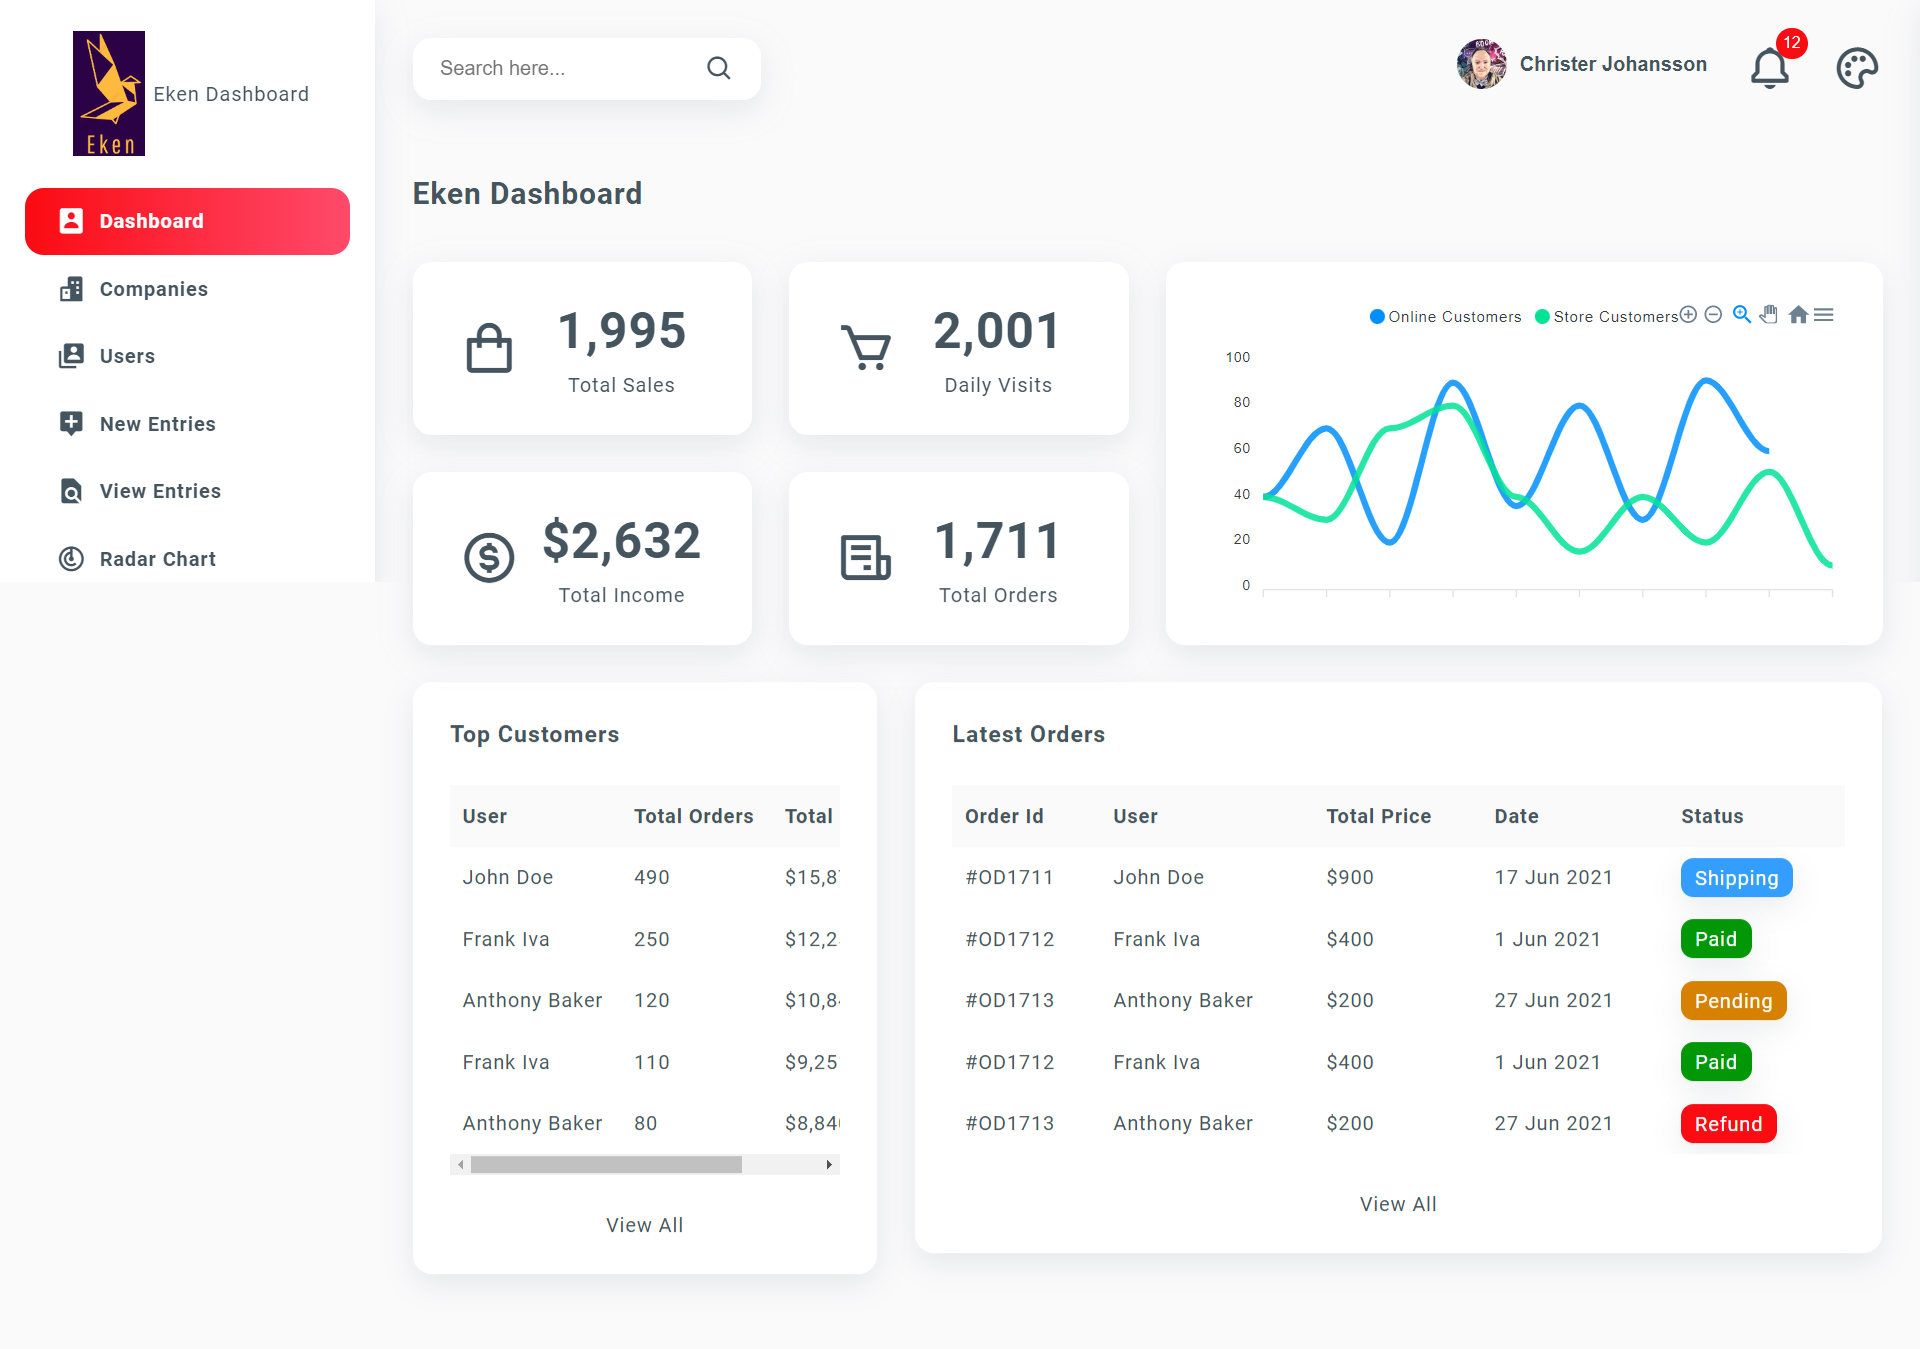 Eken
Eken Dashboard
Dashboard
Companies
Users
New Entries
View Entries
Radar Chart
Search here...
Christer Johansson
12
Eken Dashboard
1,995
Total Sales
2,001
Daily Visits
$2,632
Total Income
1,711
Total Orders
Online Customers Store Customers
100
80
60
40
20
0
Top Customers
User Total Orders Total
John Doe 490
Frank Iva 250 $12,2
Anthony Baker 120
Frank Iva 110 $9,25
Anthony Baker 80
View All
Latest Orders
Order Id User Total Price Date Status
#OD1711 John Doe $900 17 Jun 2021 Shipping
#OD1712 Frank Iva $400 1 Jun 2021 Paid
#OD1713 Anthony Baker $200 27 Jun 2021 Pending
#OD1712 Frank Iva $400 1 Jun 2021 Paid
#OD1713 Anthony Baker $200 27 Jun 2021 Refund
View All